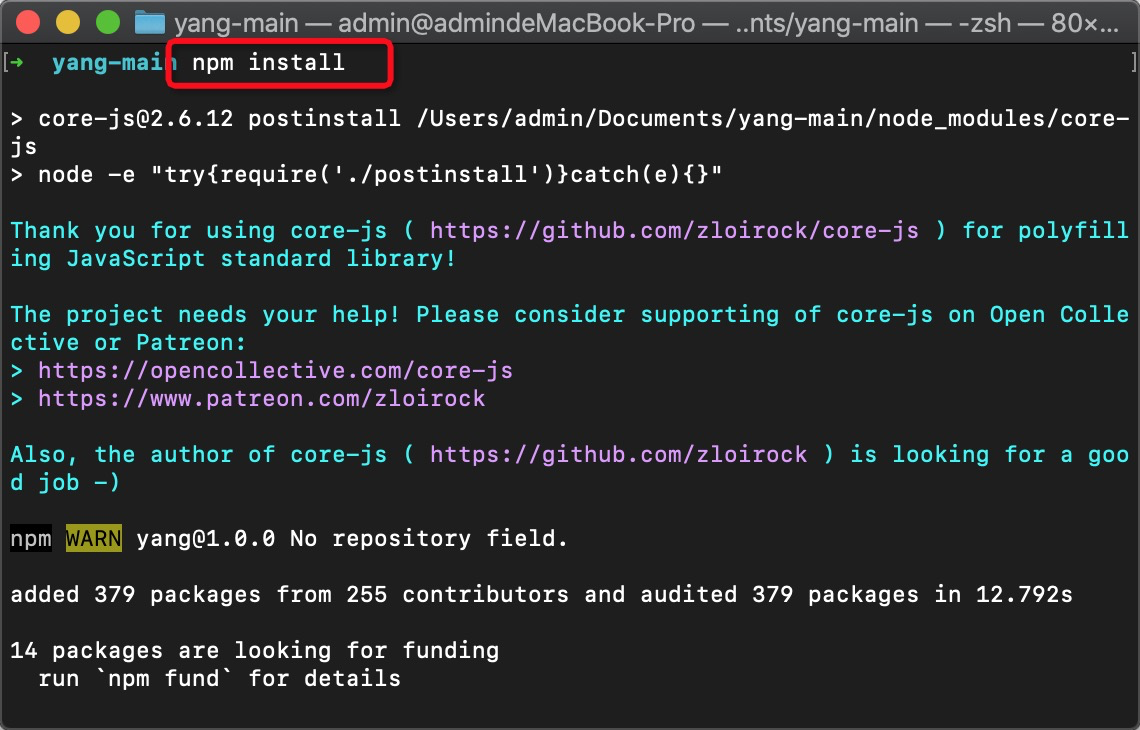 yang-main — admin@admindeMacBook-Pro — ..nts/yang-main — -zsh — 80×...
[➜  yang-main npm install ]
> core-js@2.6.12 postinstall /Users/admin/Documents/yang-main/node_modules/core-
js
> node -e "try{require('./postinstall')}catch(e){}"
Thank you for using core-js ( https://github.com/zloirock/core-js ) for polyfill
ing JavaScript standard library!
The project needs your help! Please consider supporting of core-js on Open Colle
ctive or Patreon:
> https://opencollective.com/core-js
> https://www.patreon.com/zloirock
Also, the author of core-js ( https://github.com/zloirock ) is looking for a goo
d job -)
npm WARN yang@1.0.0 No repository field.
added 379 packages from 255 contributors and audited 379 packages in 12.792s
14 packages are looking for funding
  run `npm fund` for details